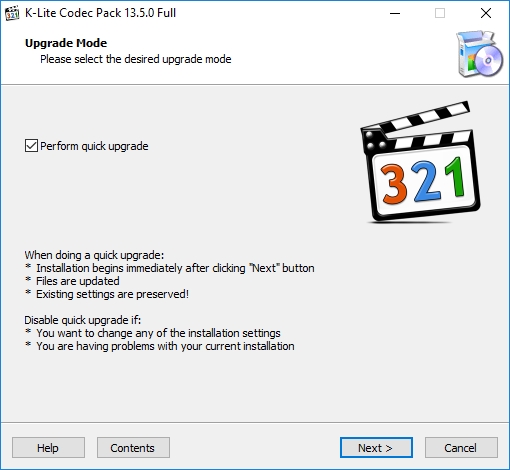 K-Lite Codec Pack 13.5.0 Full
Upgrade Mode
Please select the desired upgrade mode
Perform quick upgrade
321
When doing a quick upgrade:
* Installation begins immediately after clicking "Next" button
* Files are updated
* Existing settings are preserved!
Disable quick upgrade if:
* You want to change any of the installation settings
* You are having problems with your current installation
Help Contents Next > Cancel